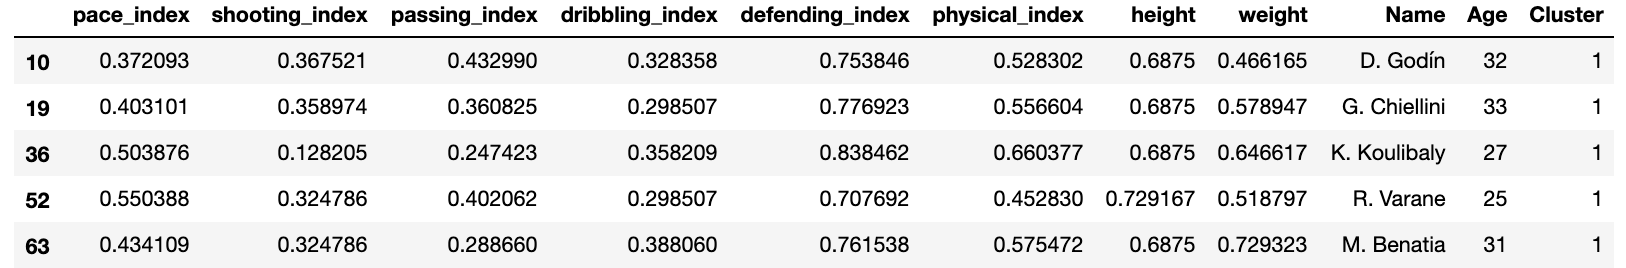 pace_index shooting_index passing_index dribbling_index defending_index physical_index height weight Name Age Cluster
10 0.372093 0.367521 0.432990 0.328358 0.753846 0.528302 0.6875 0.466165 D. Godín 32 1
19 0.403101 0.358974 0.360825 0.298507 0.776923 0.556604 0.6875 0.578947 G. Chiellini 33 1
36 0.503876 0.128205 0.247423 0.358209 0.838462 0.660377 0.6875 0.646617 K. Koulibaly 27 1
52 0.550388 0.324786 0.402062 0.298507 0.707692 0.452830 0.729167 0.518797 R. Varane 25 1
63 0.434109 0.324786 0.288660 0.388060 0.761538 0.575472 0.6875 0.729323 M. Benatia 31 1